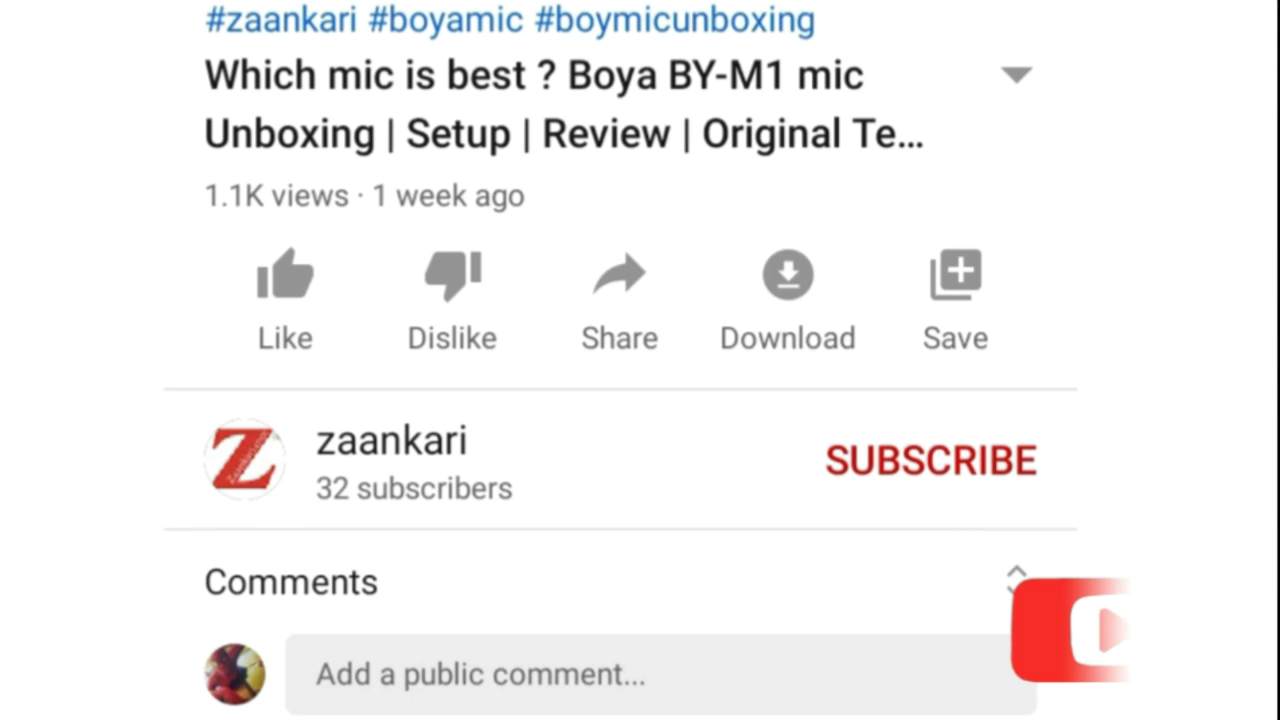 #zaankari #boyamic #boymicunboxing
Which mic is best ? Boya BY-M1 mic
Unboxing | Setup | Review | Original Te...
1.1K views · 1 week ago
Like Dislike Share Download Save
Z
zaankari
32 subscribers
SUBSCRIBE
Comments
Add a public comment...